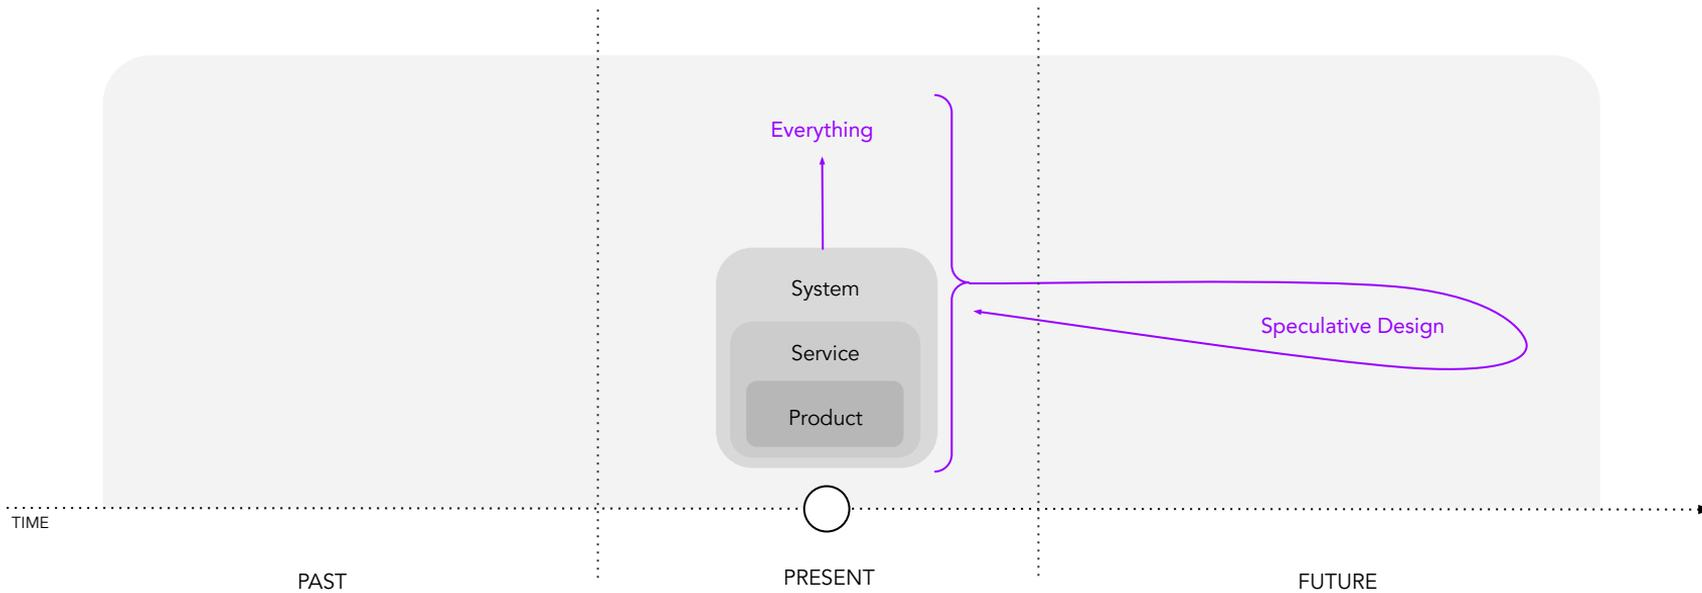 Everything
System
Speculative Design
Service
Product
TIME
PAST
PRESENT
FUTURE